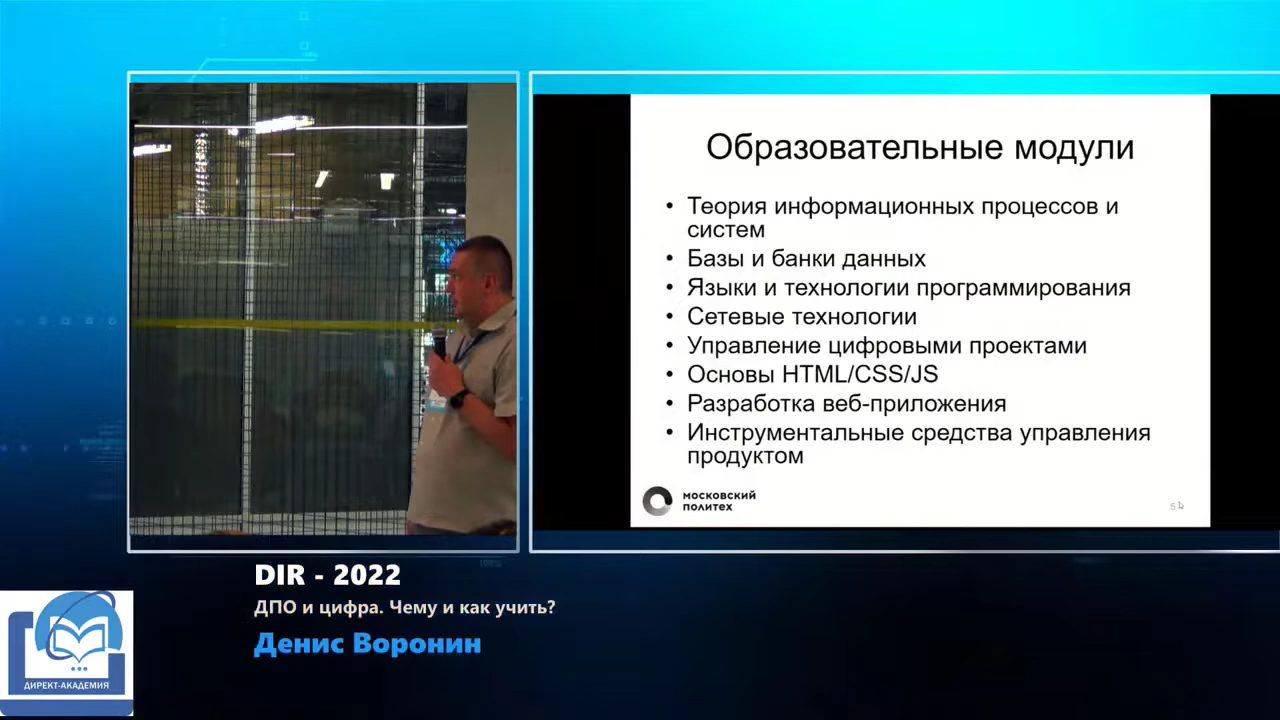 Образовательные модули
• Теория информационных процессов и
систем
• Базы и банки данных
• Языки и технологии программирования
• Сетевые технологии
• Управление цифровыми проектами
• Основы HTML/CSS/JS
• Разработка веб-приложения
• Инструментальные средства управления
продуктом
московский
политех
5
DIR - 2022
ДПО и цифра. Чему и как учить?
Денис Воронин
ДИРЕКТ-АКАДЕМИЯ